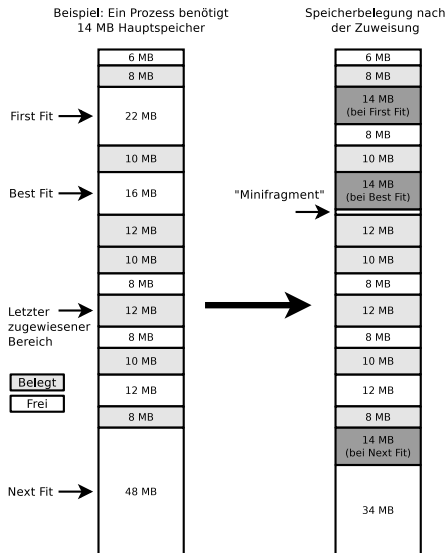 Beispiel: Ein Prozess benötigt
14 MB Hauptspeicher
6 MB
8 MB
First Fit
22 MB
10 MB
Best Fit
16 MB
12 MB
10 MB
8 MB
Letzter
zugewiesener
Bereich
12 MB
8 MB
10 MB
Belegt
Frei
12 MB
8 MB
Next Fit
48 MB
Speicherbelegung nach
der Zuweisung
6 MB
8 MB
14 MB
(bei First Fit)
8 MB
10 MB
14 MB
(bei Best Fit)
"Minifragment"
12 MB
10 MB
8 MB
12 MB
8 MB
10 MB
12 MB
8 MB
14 MB
(bei Next Fit)
34 MB